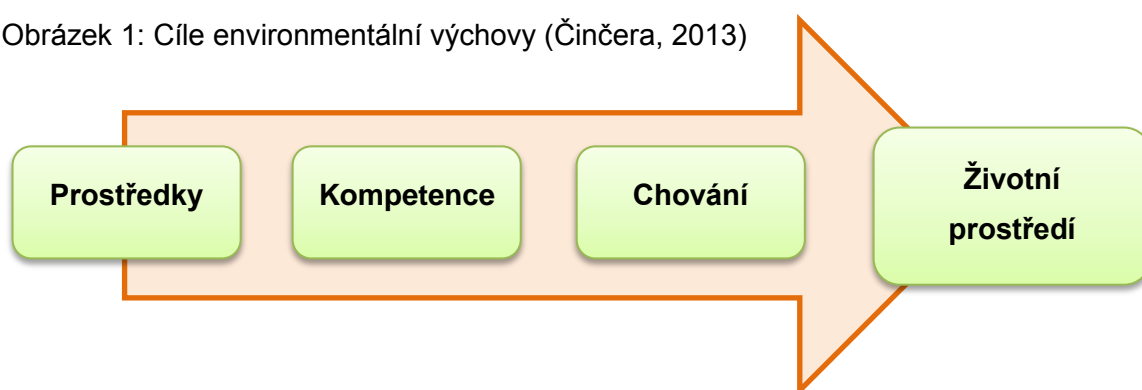 Obrázek 1: Cíle environmentální výchovy (Činčera, 2013)
Prostředky
Kompetence
Chování
Životní
prostředí